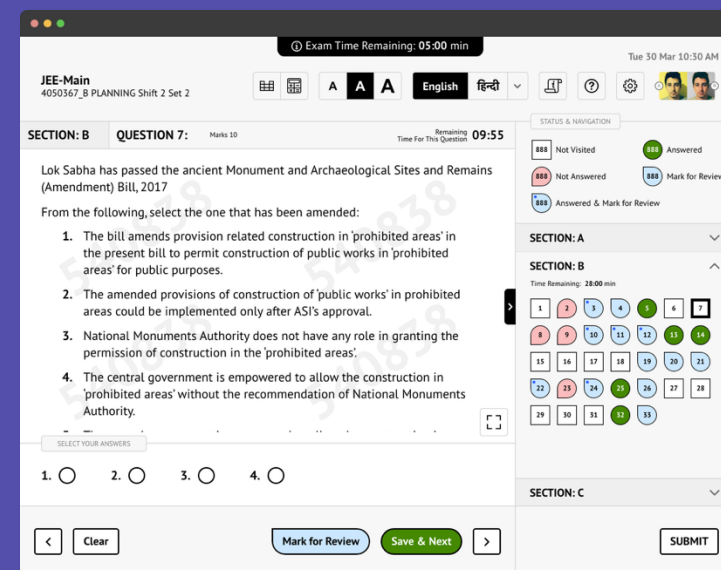 Exam Time Remaining: 05:00 min
Tue 30 Mar 10:30 AM
JEE-Main
4050367_B PLANNING Shift 2 Set 2
A A A English हिन्दी
SECTION: B QUESTION 7: Marks 10
Remaining
Time For This Question 09:55
Lok Sabha has passed the ancient Monument and Archaeological Sites and Remains
(Amendment) Bill, 2017
From the following, select the one that has been amended:
1. The bill amends provision related construction in 'prohibited areas' in
the present bill to permit construction of public works in 'prohibited
areas' for public purposes.
2. The amended provisions of construction of 'public works' in prohibited
areas could be implemented only after ASI's approval.
3. National Monuments Authority does not have any role in granting the
permission of construction in the 'prohibited areas'.
4. The central government is empowered to allow the construction in
'prohibited areas' without the recommendation of National Monuments
Authority.
540838 540838
540838 540838
SELECT YOUR ANSWERS
1. 2. 3. 4.
Clear Mark for Review Save & Next
STATUS & NAVIGATION
888 Not Visited 888 Answered
888 Not Answered 888 Mark for Review
888 Answered & Mark for Review
SECTION: A
SECTION: B
Time Remaining: 28:00 min
1 2 3 4 5 6 7
8 9 10 11 12 13 14
15 16 17 18 19 20 21
22 23 24 25 26 27 28
29 30 31 32 33
SECTION: C
SUBMIT